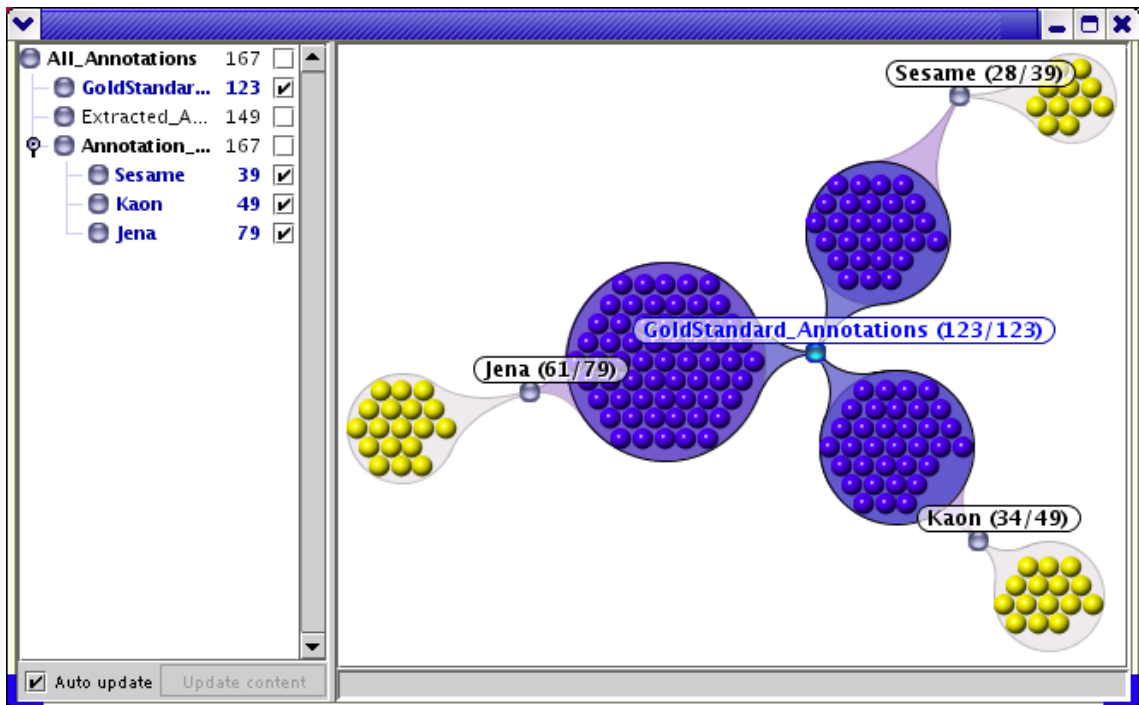 All_Annotations 167
GoldStandar... 123
Extracted_A... 149
Annotation_... 167
Sesame 39
Kaon 49
Jena 79
Auto update Update content
Sesame (28/39)
GoldStandard_Annotations (123/123)
Jena (61/79)
Kaon (34/49)